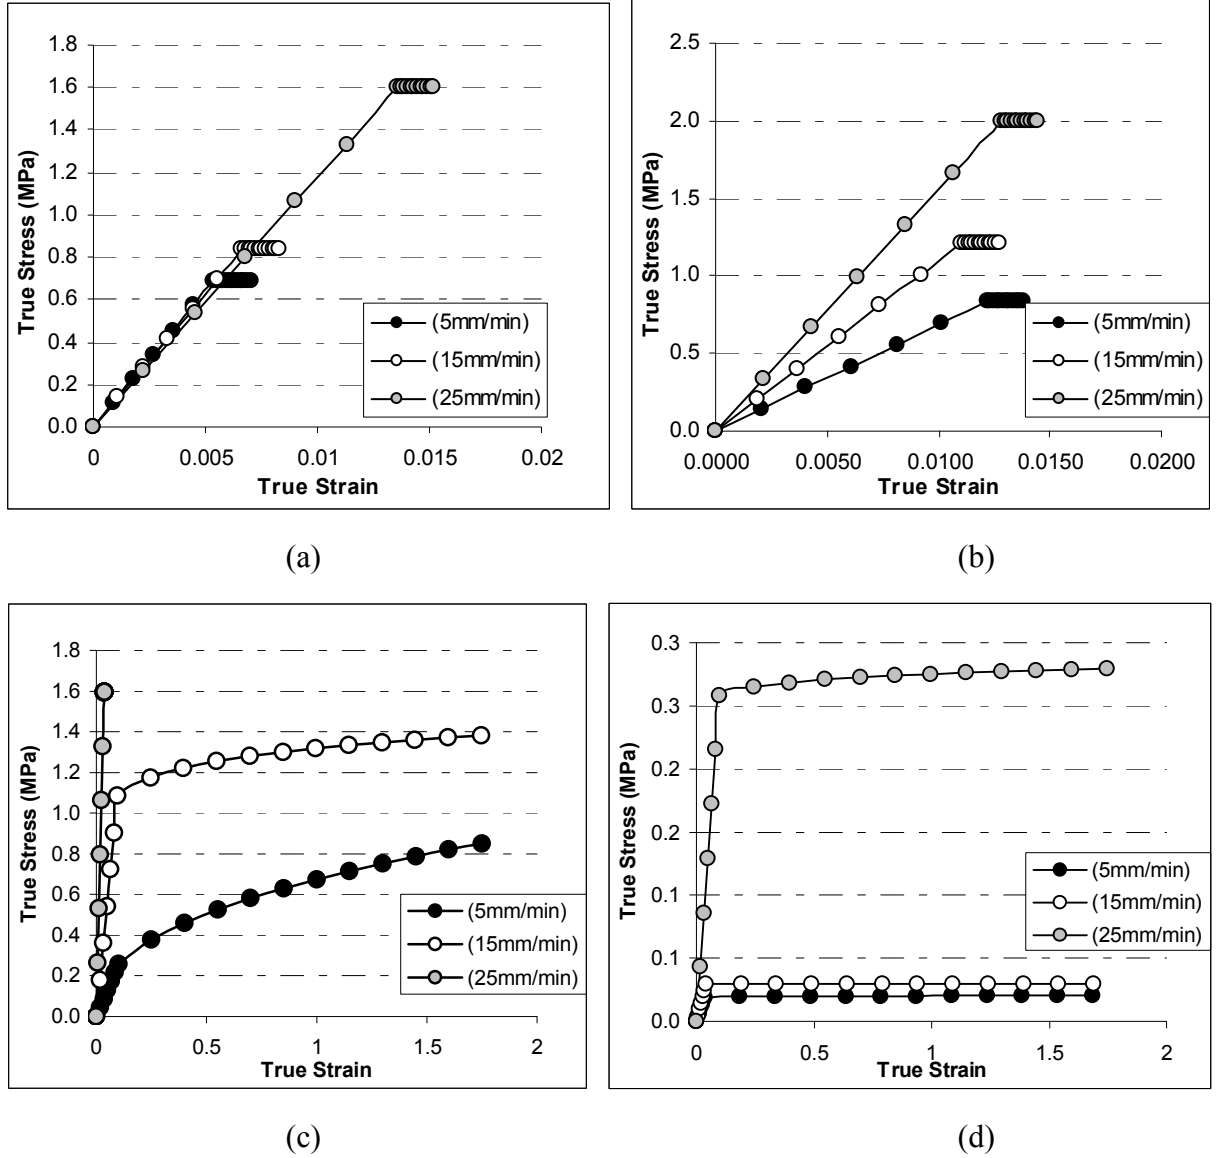 1.8
1.6
1.4
1.2
1.0
0.8
0.6
0.4
0.2
0.0
True Stress (MPa)
0 0.005 0.01 0.015 0.02
True Strain
(5mm/min)
(15mm/min)
(25mm/min)
(a)
2.5
2.0
1.5
1.0
0.5
0.0
True Stress (MPa)
0.0000 0.0050 0.0100 0.0150 0.0200
True Strain
(5mm/min)
(15mm/min)
(25mm/min)
(b)
1.8
1.6
1.4
1.2
1.0
0.8
0.6
0.4
0.2
0.0
True Stress (MPa)
0 0.5 1 1.5 2
True Strain
(5mm/min)
(15mm/min)
(25mm/min)
(c)
0.3
0.3
0.2
0.2
0.1
0.1
0.0
True Stress (MPa)
0 0.5 1 1.5 2
True Strain
(5mm/min)
(15mm/min)
(25mm/min)
(d)